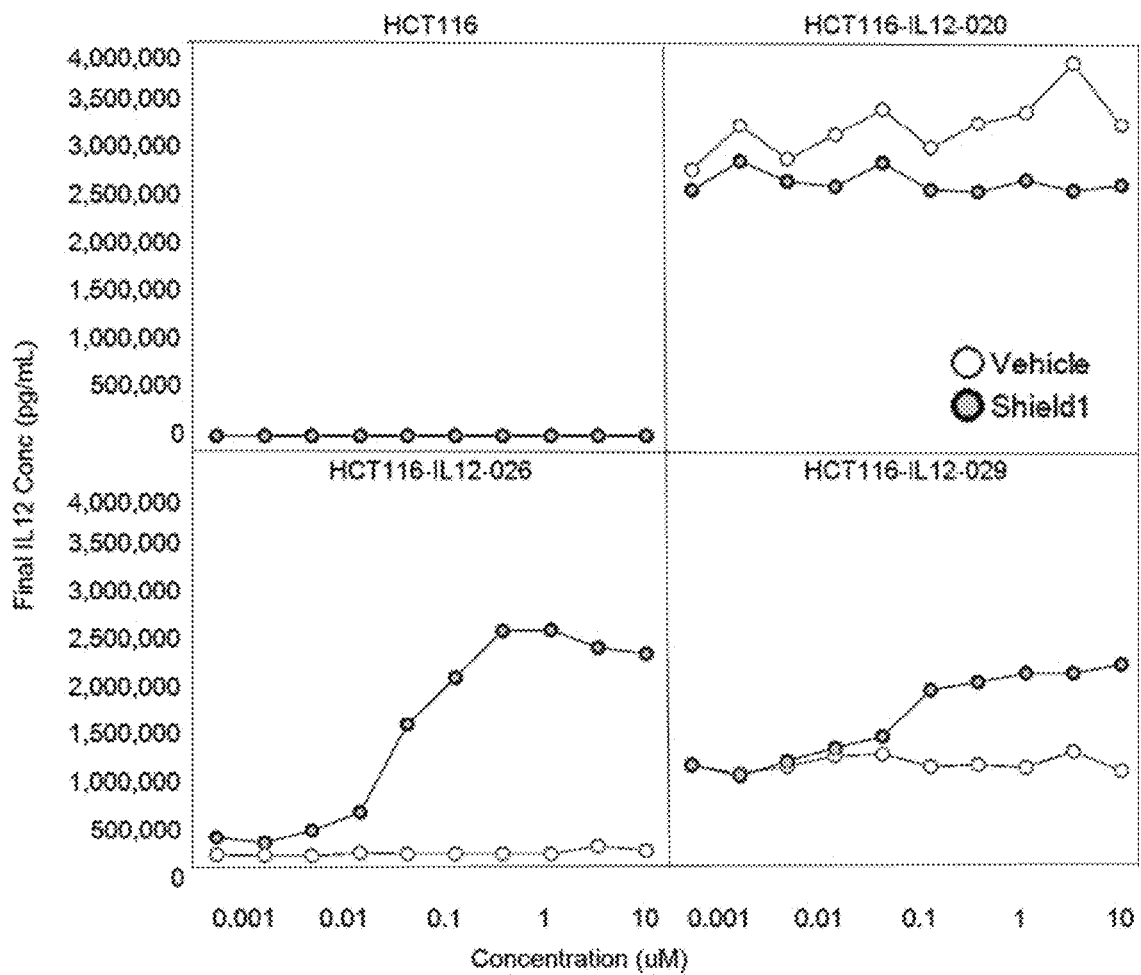 HCT116
HCT116-IL12-020
4,000,000
3,500,000
3,000,000
2,500,000
2,000,000
1,500,000
1,000,000
500,000
0
Vehicle
Shield1
HCT116-IL12-026
HCT116-IL12-029
4,000,000
3,500,000
3,000,000
2,500,000
2,000,000
1,500,000
1,000,000
500,000
0
Final IL12 Conc (pg/mL)
0.001 0.01 0.1 1 10
0.001 0.01 0.1 1 10
Concentration (uM)